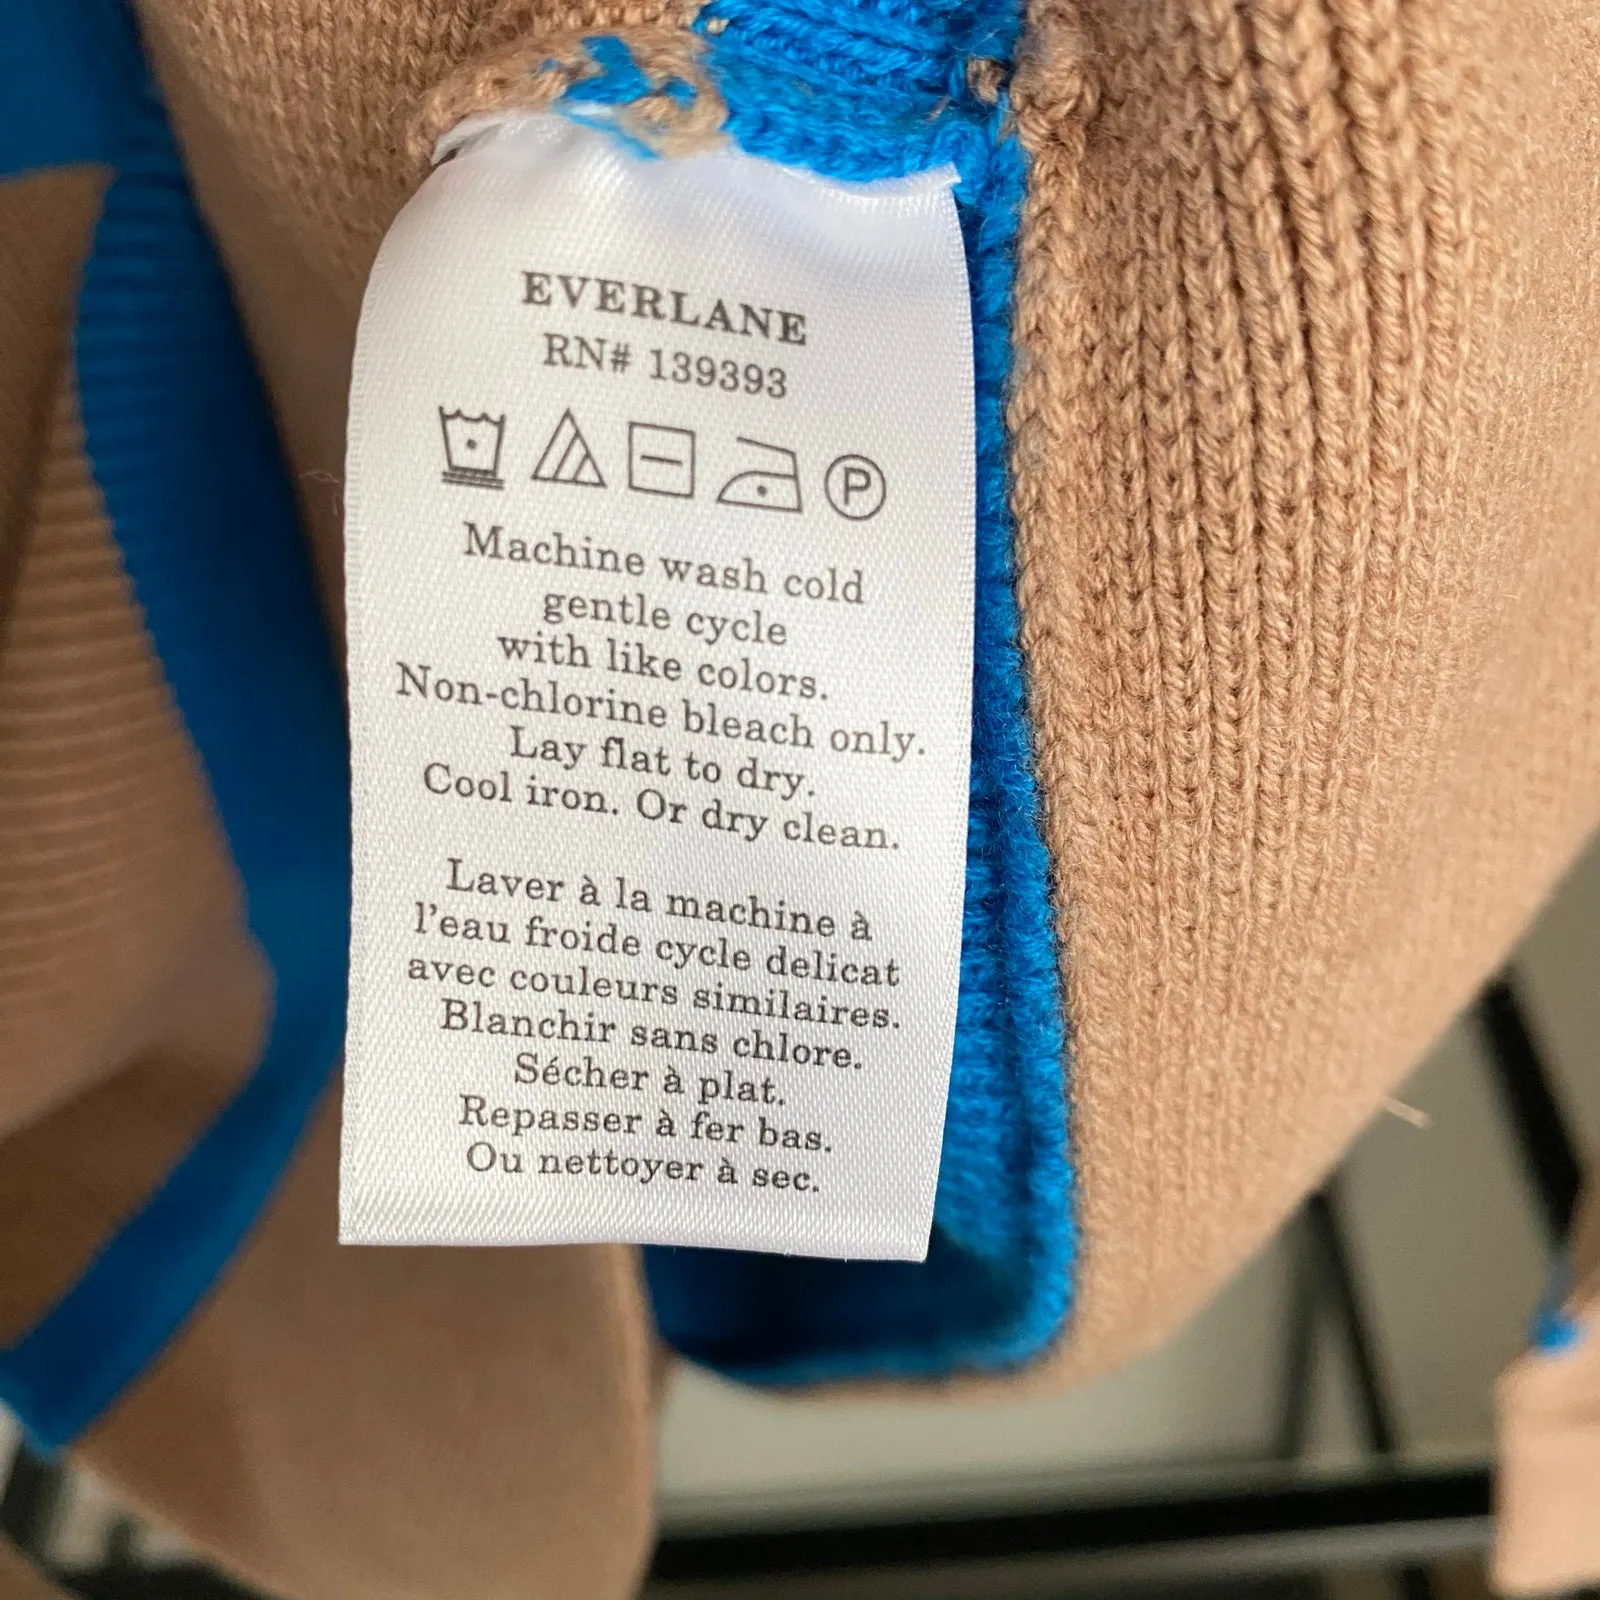 EVERLANE
RN# 139393
P
Machine wash cold
gentle cycle
with like colors.
Non-chlorine bleach only.
Lay flat to dry.
Cool iron. Or dry clean.
Laver à la machine à
l'eau froide cycle delicat
avec couleurs similaires.
Blanchir sans chlore.
Sécher à plat.
Repasser à fer bas.
Ou nettoyer à sec.